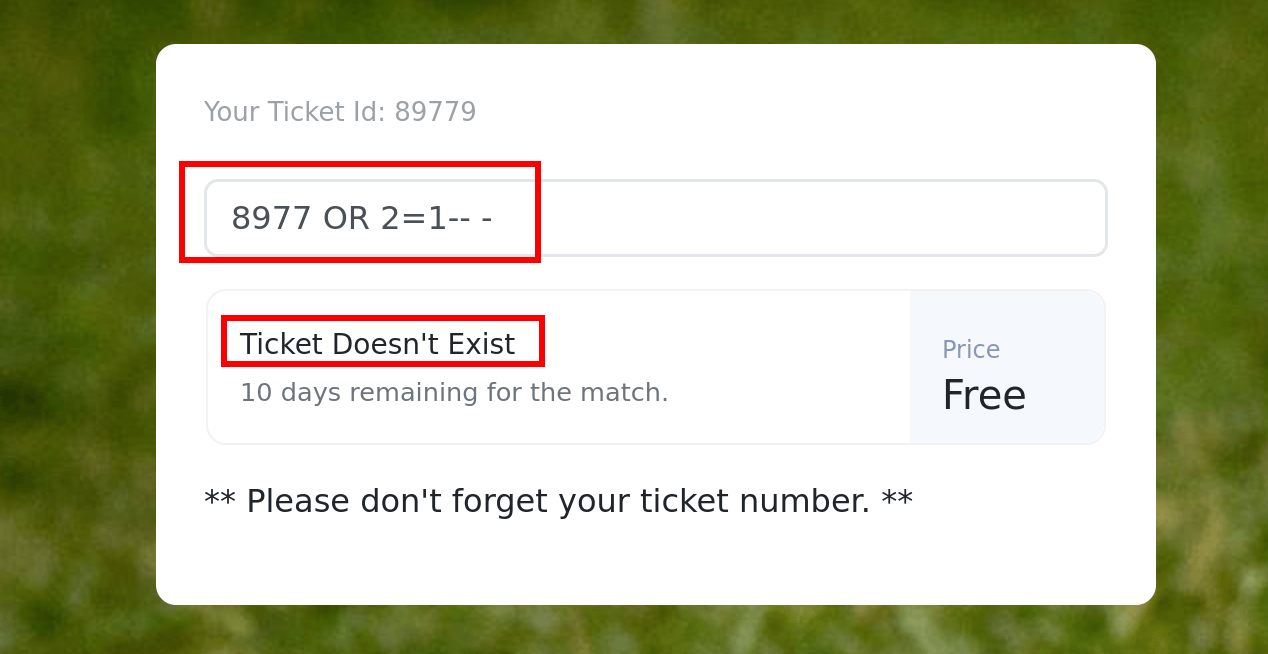 Your Ticket Id: 89779
8977 OR 2=1-- -
Ticket Doesn't Exist
10 days remaining for the match.
Price
Free
** Please don't forget your ticket number. **